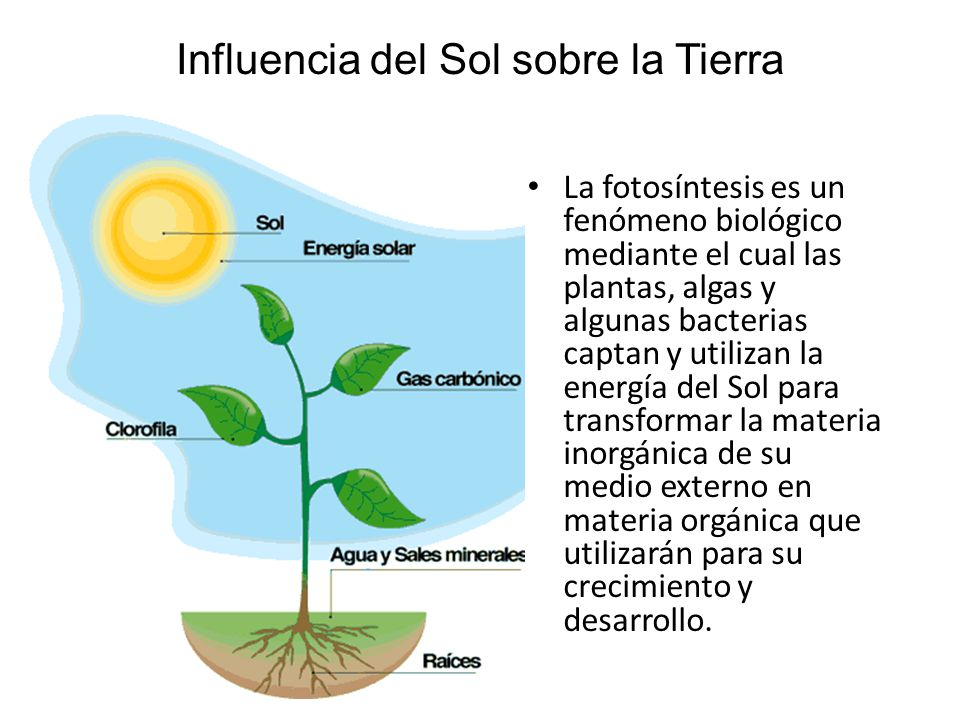 Influencia del Sol sobre la Tierra
Sol
Energía solar
Gas carbónico
Clorofila
Agua y Sales minerales
Raíces
• La fotosíntesis es un
fenómeno biológico
mediante el cual las
plantas, algas y
algunas bacterias
captan y utilizan la
energía del Sol para
transformar la materia
inorgánica de su
medio externo en
materia orgánica que
utilizarán para su
crecimiento y
desarrollo.